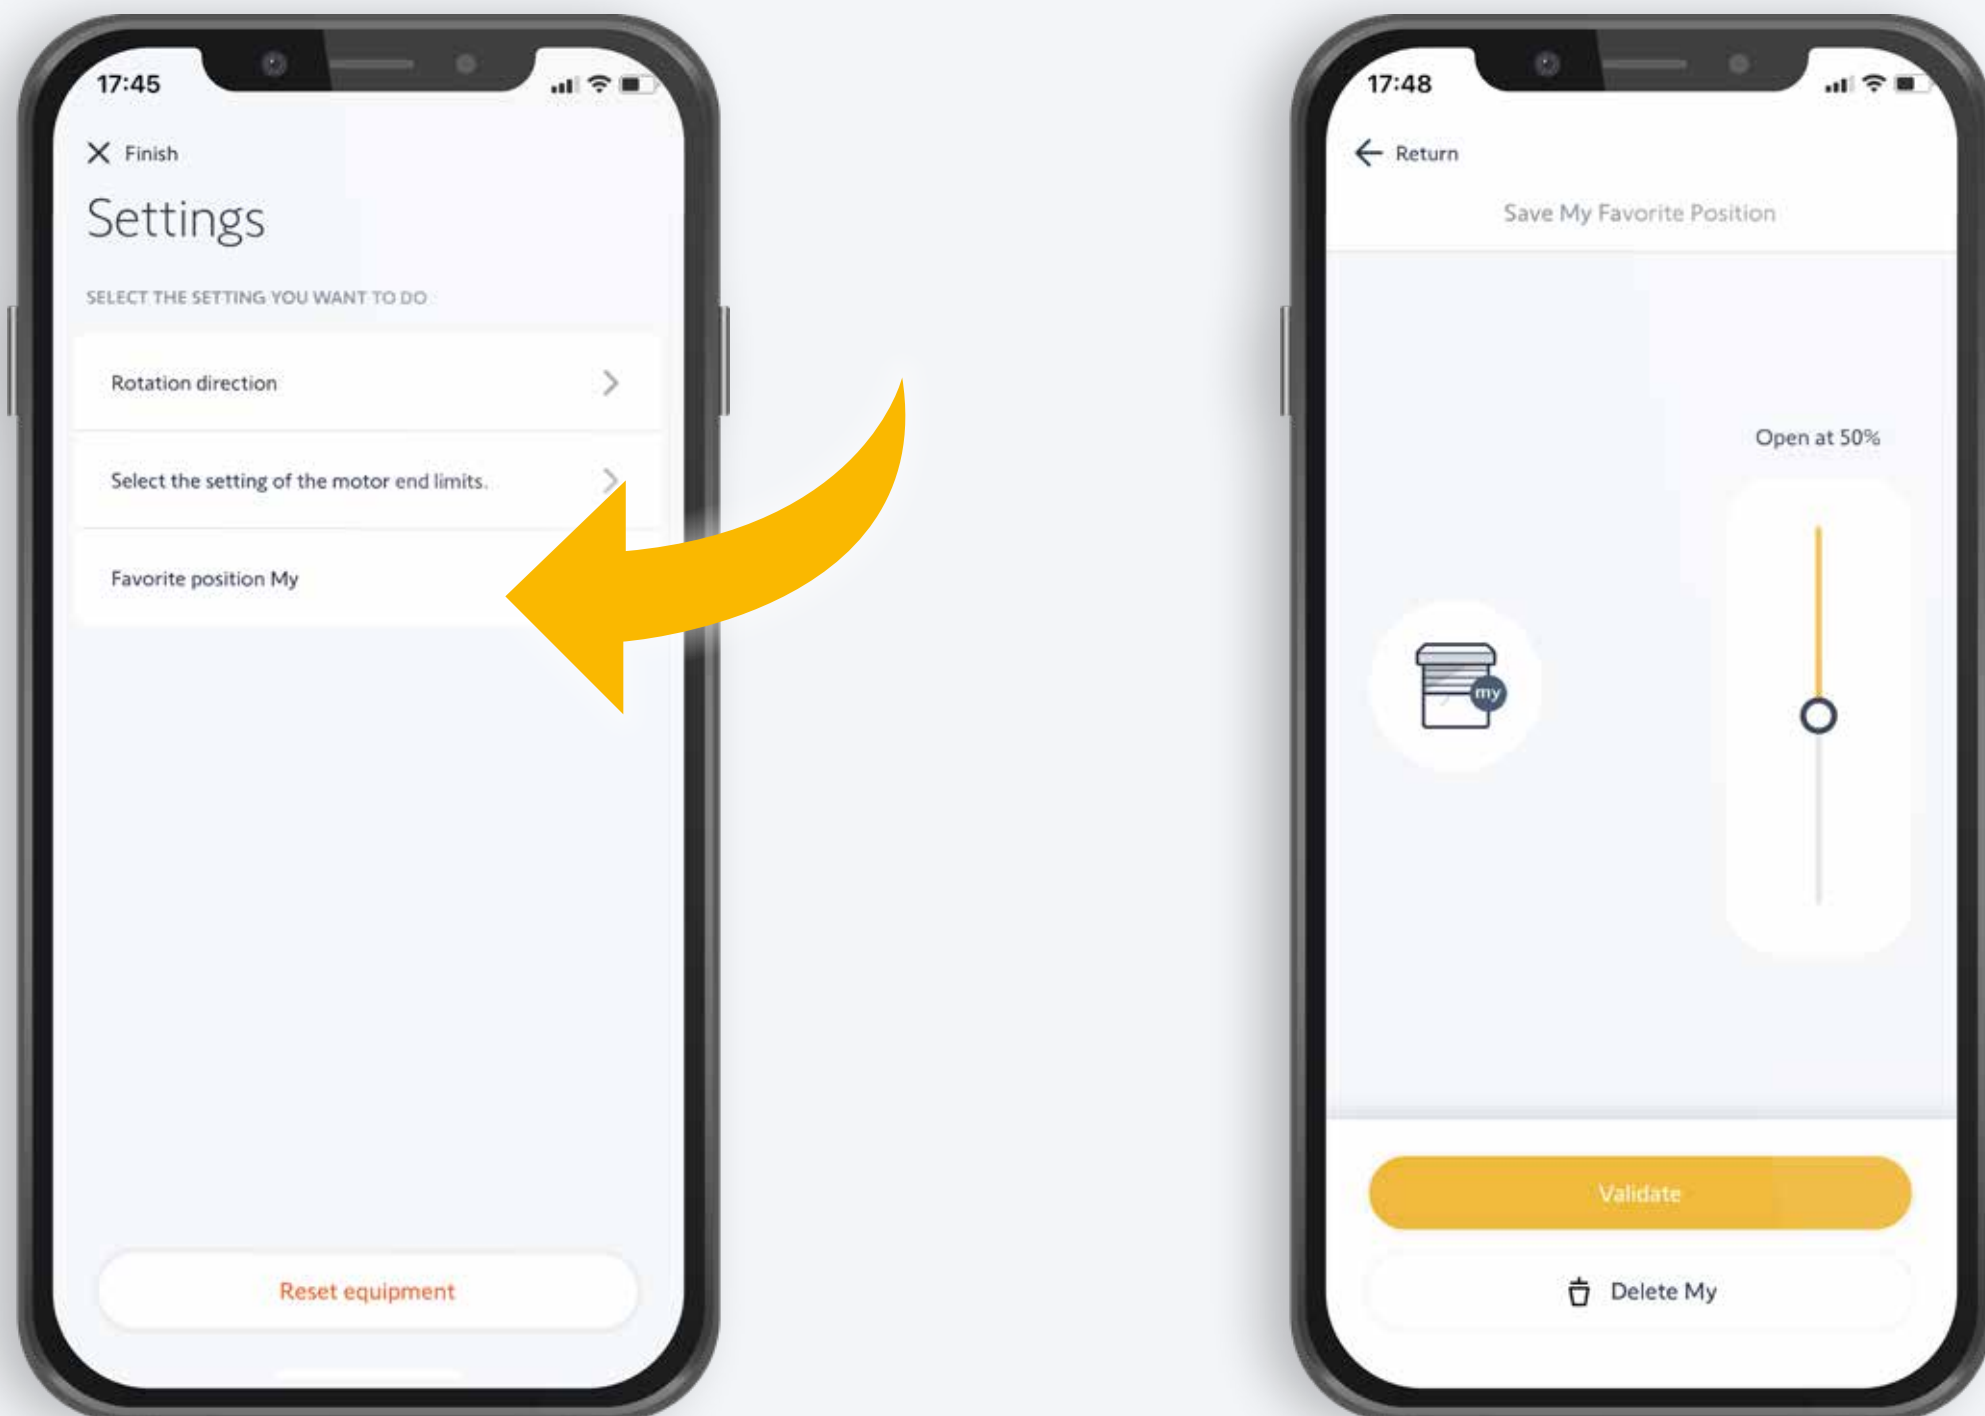 17:45
Finish
Settings
SELECT THE SETTING YOU WANT TO DO
Rotation direction
Select the setting of the motor end limits.
Favorite position My
Reset equipment
17:48
Return
Save My Favorite Position
Open at 50%
my
Validate
Delete My